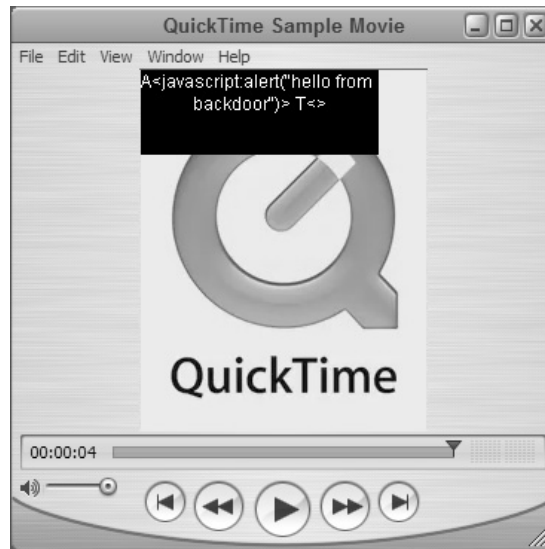 QuickTime Sample Movie
File Edit View Window Help
A<javascript:alert("hello from
backdoor")> T<>
QuickTime
00:00:04